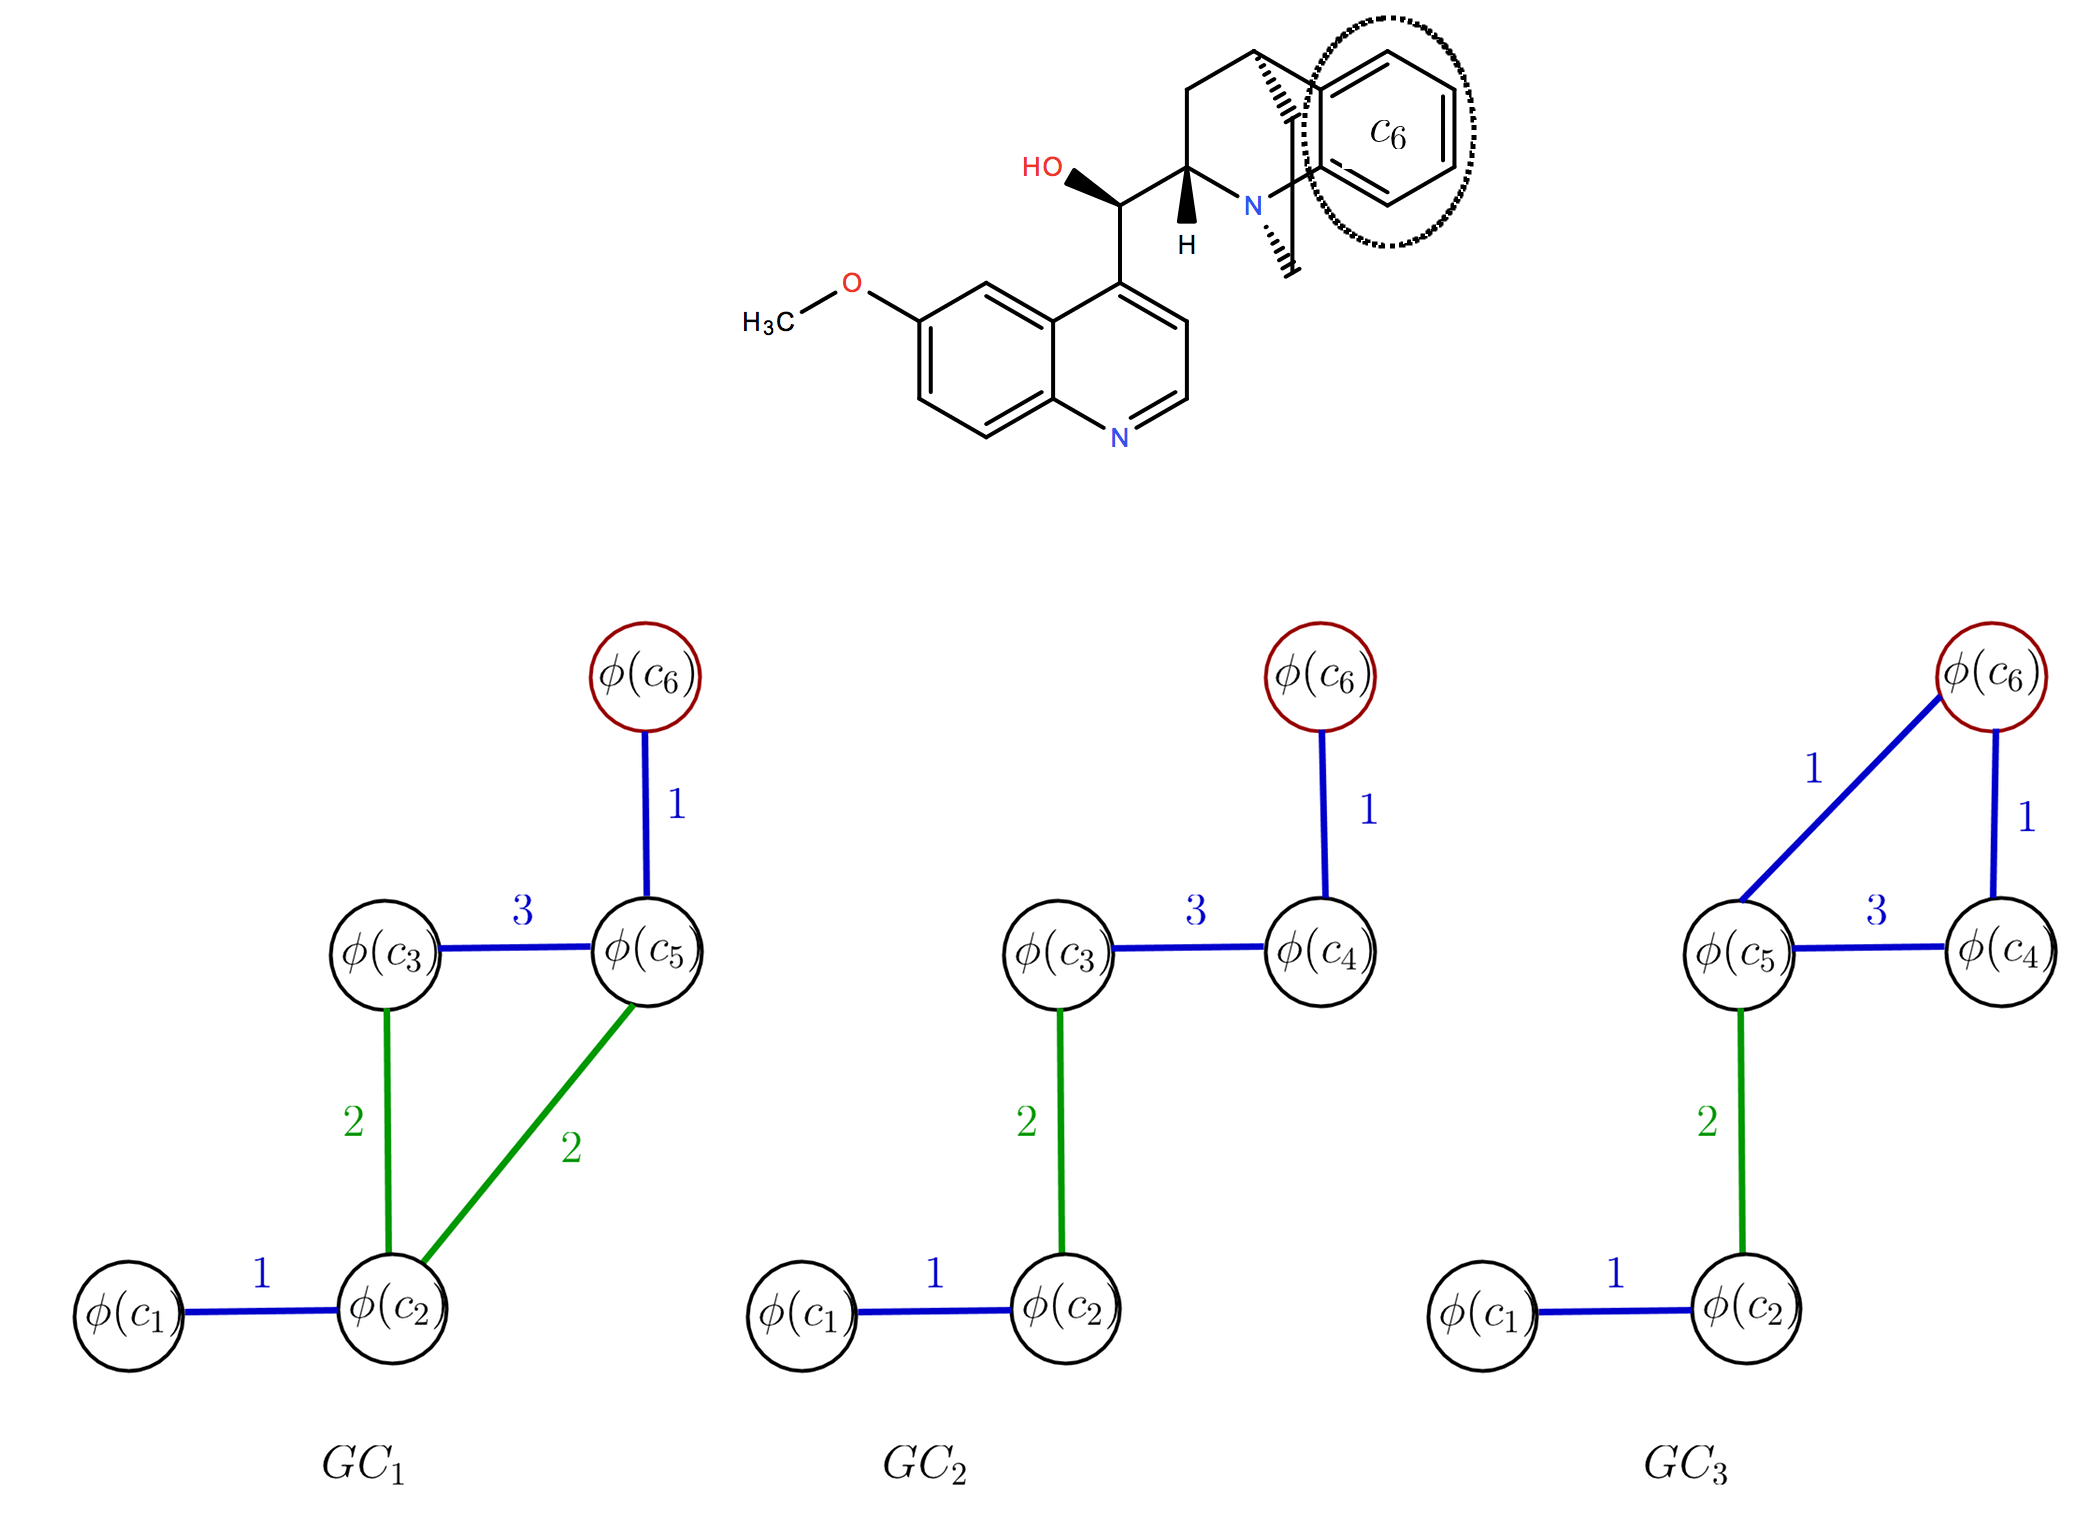 c₆
HO
N
H
O
H₃C
N
ϕ(c₆) ϕ(c₆) ϕ(c₆)
1 1 1 1
3 3 3
ϕ(c₃) ϕ(c₅) ϕ(c₃) ϕ(c₄) ϕ(c₅) ϕ(c₄)
2 2 2 2
1 1 1
ϕ(c₁) ϕ(c₂) ϕ(c₁) ϕ(c₂) ϕ(c₁) ϕ(c₂)
GC₁ GC₂ GC₃